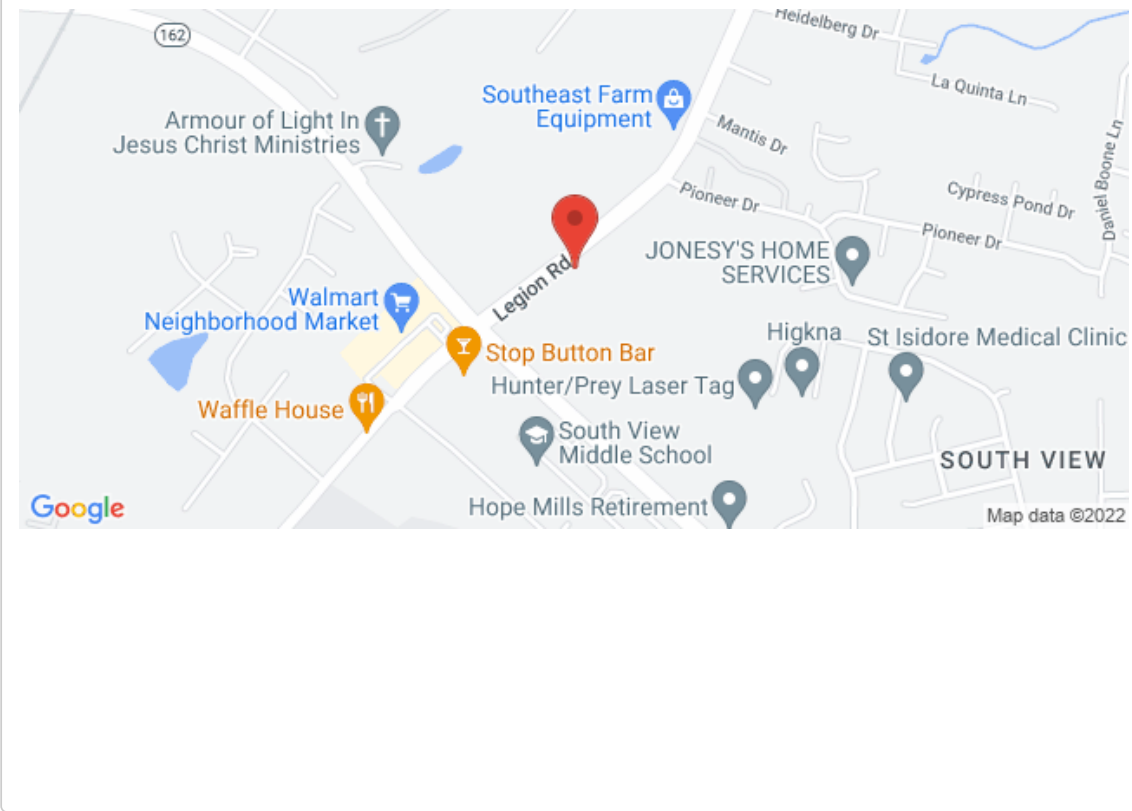 Heidelberg Dr
162
La Quinta Ln
Southeast Farm
Equipment
Armour of Light In
Jesus Christ Ministries
Mantis Dr
Daniel Boone Ln
Pioneer Dr
Cypress Pond Dr
Pioneer Dr
JONESY'S HOME
SERVICES
Legion Rd
Walmart
Neighborhood Market
Higkna
St Isidore Medical Clinic
Stop Button Bar
Hunter/Prey Laser Tag
Waffle House
South View
Middle School
SOUTH VIEW
Hope Mills Retirement
Google
Map data ©2022